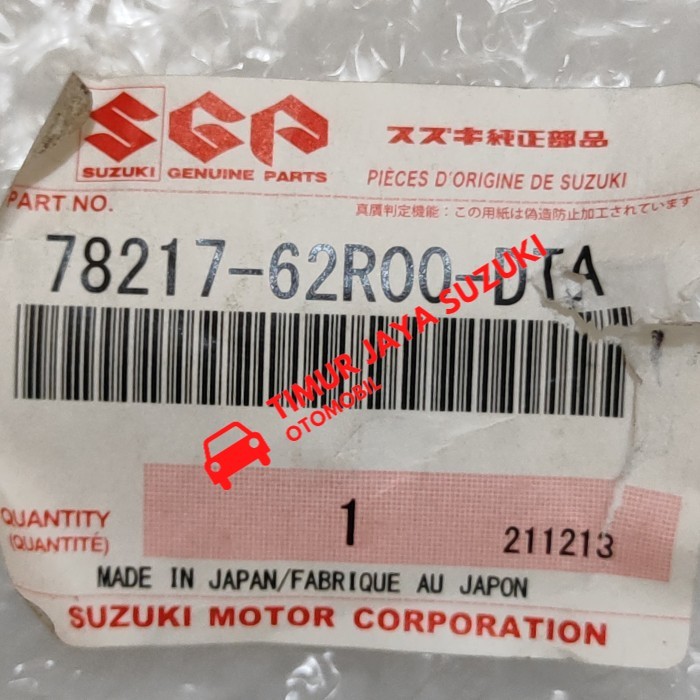 SUZUKI
SGP
GENUINE PARTS
スズキ純正部品
PIÈCES D'ORIGINE DE SUZUKI
PART NO.
真贋判定機能：この用紙は偽造防止加工されています
78217-62R00-DTA
TIMUR JAYA SUZUKI
OTOMOBIL
QUANTITY
(QUANTITÉ)
1
211213
MADE IN JAPAN/FABRIQUE AU JAPON
SUZUKI MOTOR CORPORATION